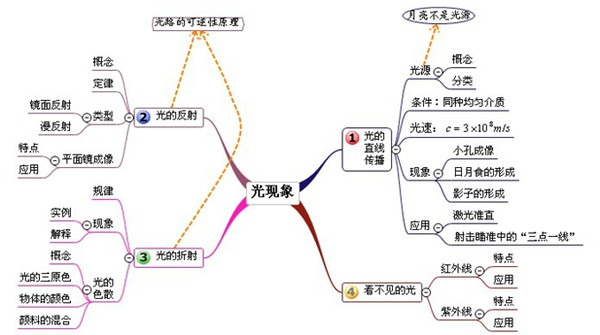 光路的可逆性原理
月亮不是光源
光现象
1
光的
直线
传播
光源
概念
分类
条件：同种均匀介质
光速：c = 3×10⁸m/s
现象
小孔成像
日月食的形成
影子的形成
应用
激光准直
射击瞄准中的“三点一线”
2 光的反射
概念
定律
类型
镜面反射
漫反射
平面镜成像
特点
应用
3 光的折射
规律
现象
实例
解释
光的
色散
概念
光的三原色
物体的颜色
颜料的混合
4 看不见的光
红外线
特点
应用
紫外线
特点
应用